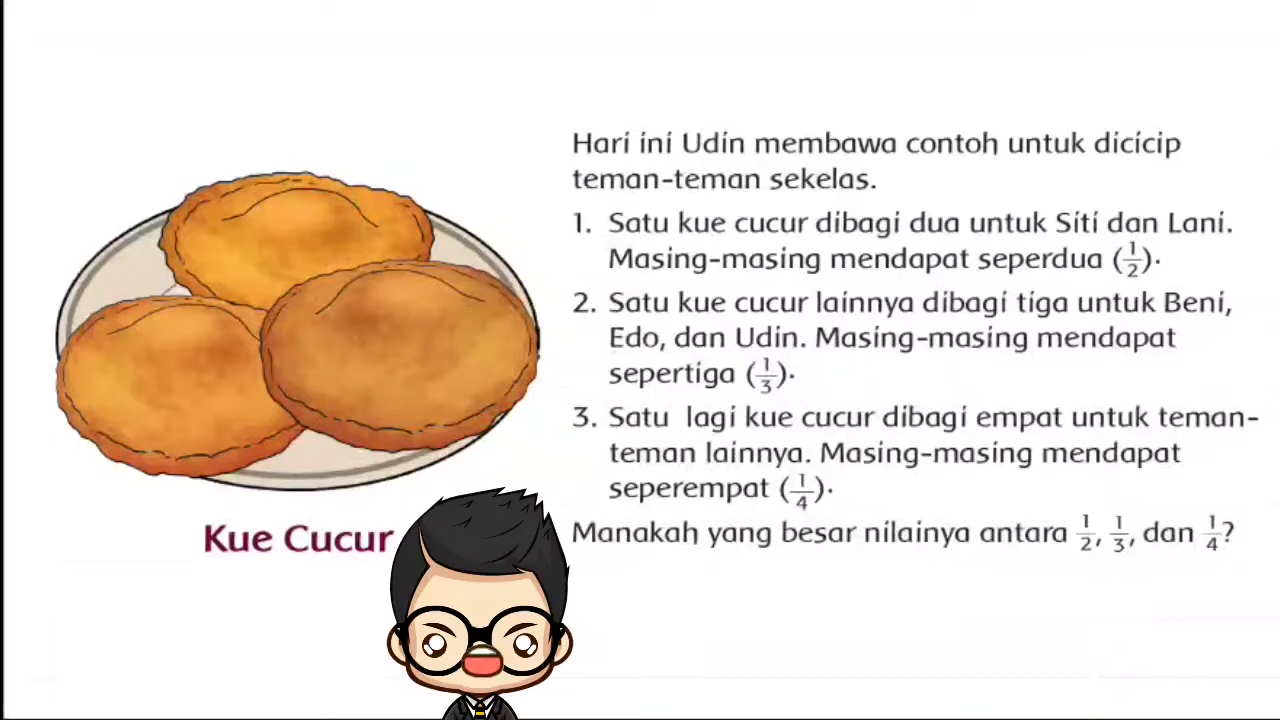 Hari ini Udin membawa contoh untuk dicicip
teman-teman sekelas.
1. Satu kue cucur dibagi dua untuk Siti dan Lani.
Masing-masing mendapat seperdua (1/2).
2. Satu kue cucur lainnya dibagi tiga untuk Beni,
Edo, dan Udin. Masing-masing mendapat
sepertiga (1/3).
3. Satu lagi kue cucur dibagi empat untuk teman-
teman lainnya. Masing-masing mendapat
seperempat (1/4).
Manakah yang besar nilainya antara 1/2, 1/3, dan 1/4?
Kue Cucur